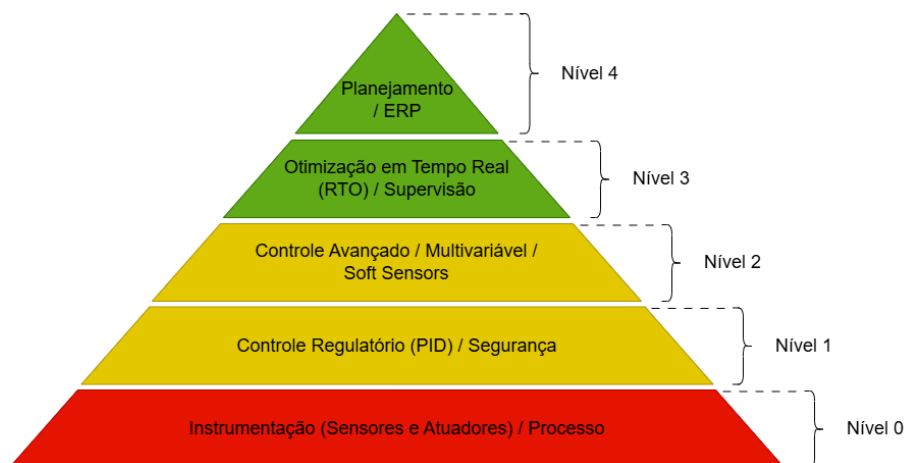 Planejamento
/ ERP
Nível 4
Otimização em Tempo Real
(RTO) / Supervisão
Nível 3
Controle Avançado / Multivariável /
Soft Sensors
Nível 2
Controle Regulatório (PID) / Segurança
Nível 1
Instrumentação (Sensores e Atuadores) / Processo
Nível 0